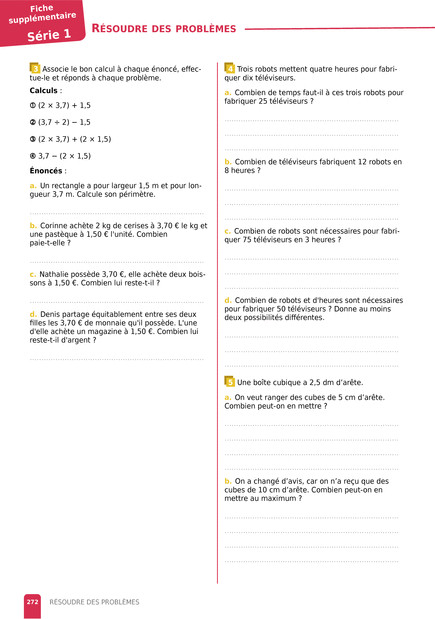 Fiche
supplémentaire
Série 1
RÉSOUDRE DES PROBLÈMES
3 Associe le bon calcul à chaque énoncé, effec-
tue-le et réponds à chaque problème.
Calculs :
① (2 × 3,7) + 1,5
② (3,7 ÷ 2) − 1,5
③ (2 × 3,7) + (2 × 1,5)
④ 3,7 − (2 × 1,5)
Énoncés :
a. Un rectangle a pour largeur 1,5 m et pour lon-
gueur 3,7 m. Calcule son périmètre.
b. Corinne achète 2 kg de cerises à 3,70 € le kg et
une pastèque à 1,50 € l'unité. Combien
paie-t-elle ?
c. Nathalie possède 3,70 €, elle achète deux bois-
sons à 1,50 €. Combien lui reste-t-il ?
d. Denis partage équitablement entre ses deux
filles les 3,70 € de monnaie qu'il possède. L'une
d'elle achète un magazine à 1,50 €. Combien lui
reste-t-il d'argent ?
4 Trois robots mettent quatre heures pour fabri-
quer dix téléviseurs.
a. Combien de temps faut-il à ces trois robots pour
fabriquer 25 téléviseurs ?
b. Combien de téléviseurs fabriquent 12 robots en
8 heures ?
c. Combien de robots sont nécessaires pour fabri-
quer 75 téléviseurs en 3 heures ?
d. Combien de robots et d'heures sont nécessaires
pour fabriquer 50 téléviseurs ? Donne au moins
deux possibilités différentes.
5 Une boîte cubique a 2,5 dm d’arête.
a. On veut ranger des cubes de 5 cm d’arête.
Combien peut-on en mettre ?
b. On a changé d’avis, car on n’a reçu que des
cubes de 10 cm d’arête. Combien peut-on en
mettre au maximum ?
272 RÉSOUDRE DES PROBLÈMES